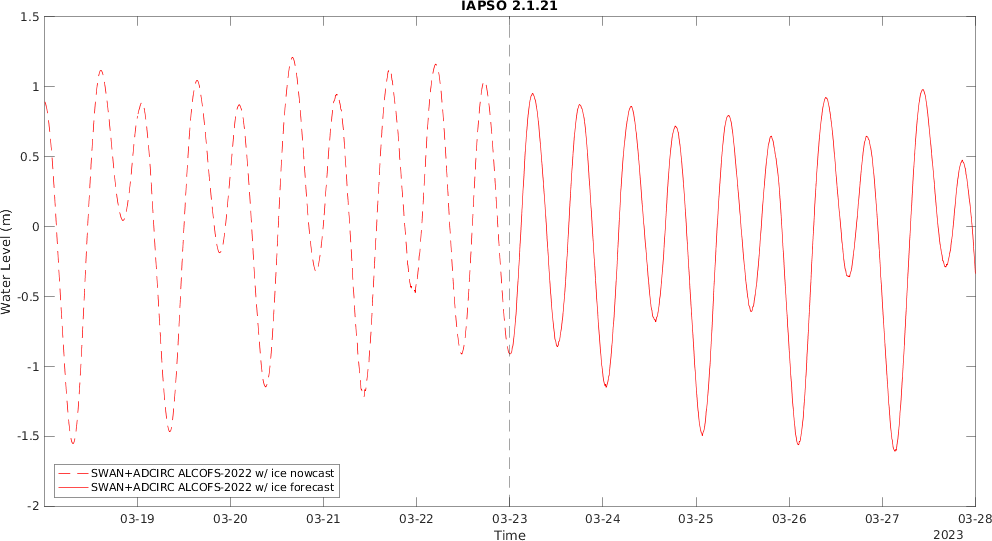 IAPSO 2.1.21
1.5
1
0.5
0
-0.5
-1
-1.5
-2
Water Level (m)
SWAN+ADCIRC ALCOFS-2022 w/ ice nowcast
SWAN+ADCIRC ALCOFS-2022 w/ ice forecast
03-19 03-20 03-21 03-22 03-23 03-24 03-25 03-26 03-27 03-28
Time
2023